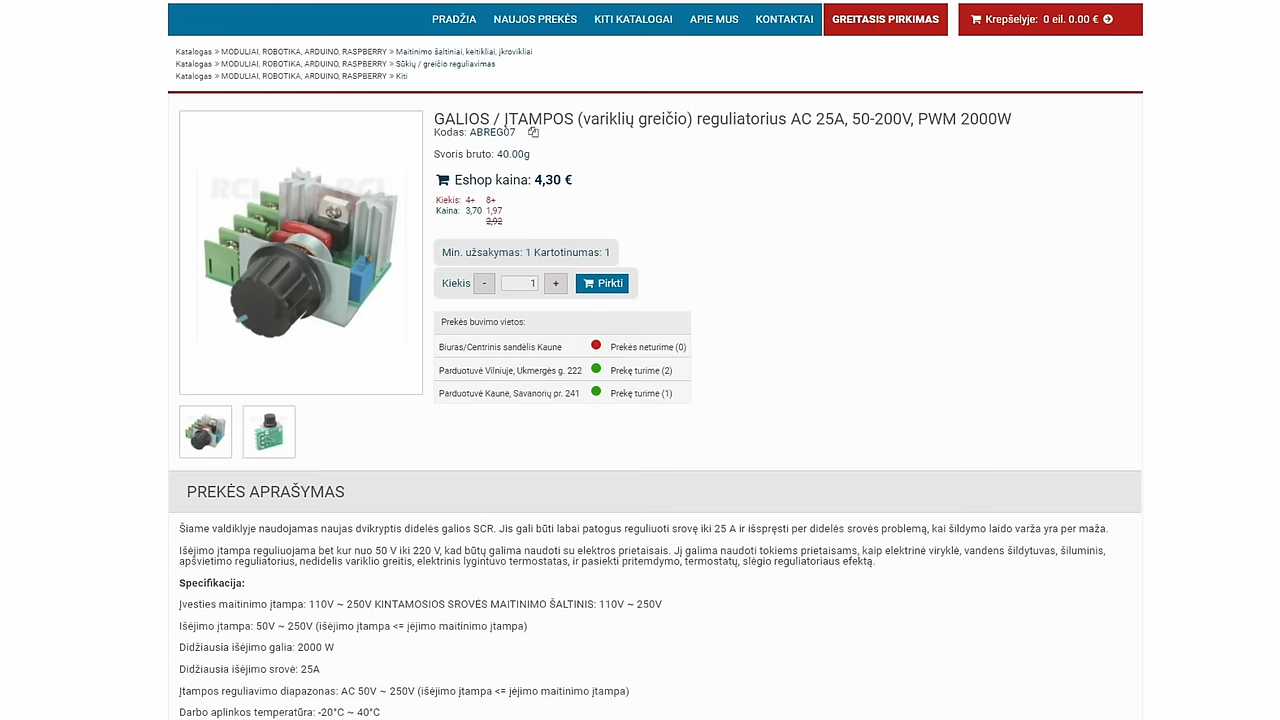 PRADŽIA NAUJOS PREKĖS KITI KATALOGAI APIE MUS KONTAKTAI GREITASIS PIRKIMAS Krepšelyje: 0 eil. 0.00 €
Katalogas » MODULIAI, ROBOTIKA, ARDUINO, RASPBERRY » Maitinimo šaltiniai, keitikliai, įkrovikliai
Katalogas » MODULIAI, ROBOTIKA, ARDUINO, RASPBERRY » Sūkių / greičio reguliavimas
Katalogas » MODULIAI, ROBOTIKA, ARDUINO, RASPBERRY » Kiti
GALIOS / ĮTAMPOS (variklių greičio) reguliatorius AC 25A, 50-200V, PWM 2000W
Kodas: ABREG07
Svoris bruto: 40.00g
Eshop kaina: 4,30 €
Kiekis: 4+ 8+
Kaina: 3,70 1,97
2,92
Min. užsakymas: 1 Kartotinumas: 1
Kiekis - 1 + Pirkti
Prekės buvimo vietos:
Biuras/Centrinis sandėlis Kaune Prekės neturime (0)
Parduotuvė Vilniuje, Ukmergės g. 222 Prekę turime (2)
Parduotuvė Kaune, Savanorių pr. 241 Prekę turime (1)
PREKĖS APRAŠYMAS
Šiame valdiklyje naudojamas naujas dvikryptis didelės galios SCR. Jis gali būti labai patogus reguliuoti srovę iki 25 A ir išspręsti per didelės srovės problemą, kai šildymo laido varža yra per maža.
Išėjimo įtampa reguliuojama bet kur nuo 50 V iki 220 V, kad būtų galima naudoti su elektros prietaisais. Jį galima naudoti tokiems prietaisams, kaip elektrinė viryklė, vandens šildytuvas, šiluminis,
apšvietimo reguliatorius, nedidelis variklio greitis, elektrinis lygintuvo termostatas, ir pasiekti pritemdymo, termostatų, slėgio reguliatoriaus efektą.
Specifikacija:
Įvesties maitinimo įtampa: 110V ~ 250V KINTAMOSIOS SROVĖS MAITINIMO ŠALTINIS: 110V ~ 250V
Išėjimo įtampa: 50V ~ 250V (išėjimo įtampa <= įėjimo maitinimo įtampa)
Didžiausia išėjimo galia: 2000 W
Didžiausia išėjimo srovė: 25A
Įtampos reguliavimo diapazonas: AC 50V ~ 250V (išėjimo įtampa <= įėjimo maitinimo įtampa)
Darbo aplinkos temperatūra: -20°C ~ 40°C